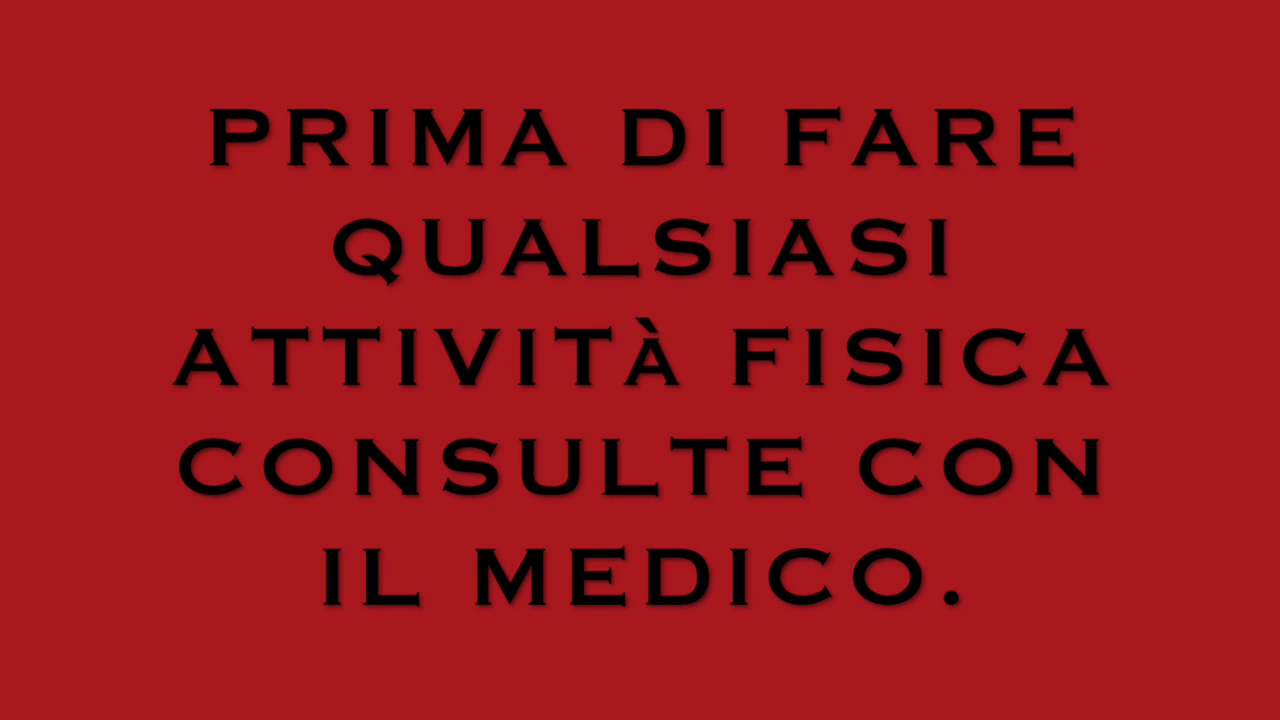 PRIMA DI FARE
QUALSIASI
ATTIVITÀ FISICA
CONSULTE CON
IL MEDICO.